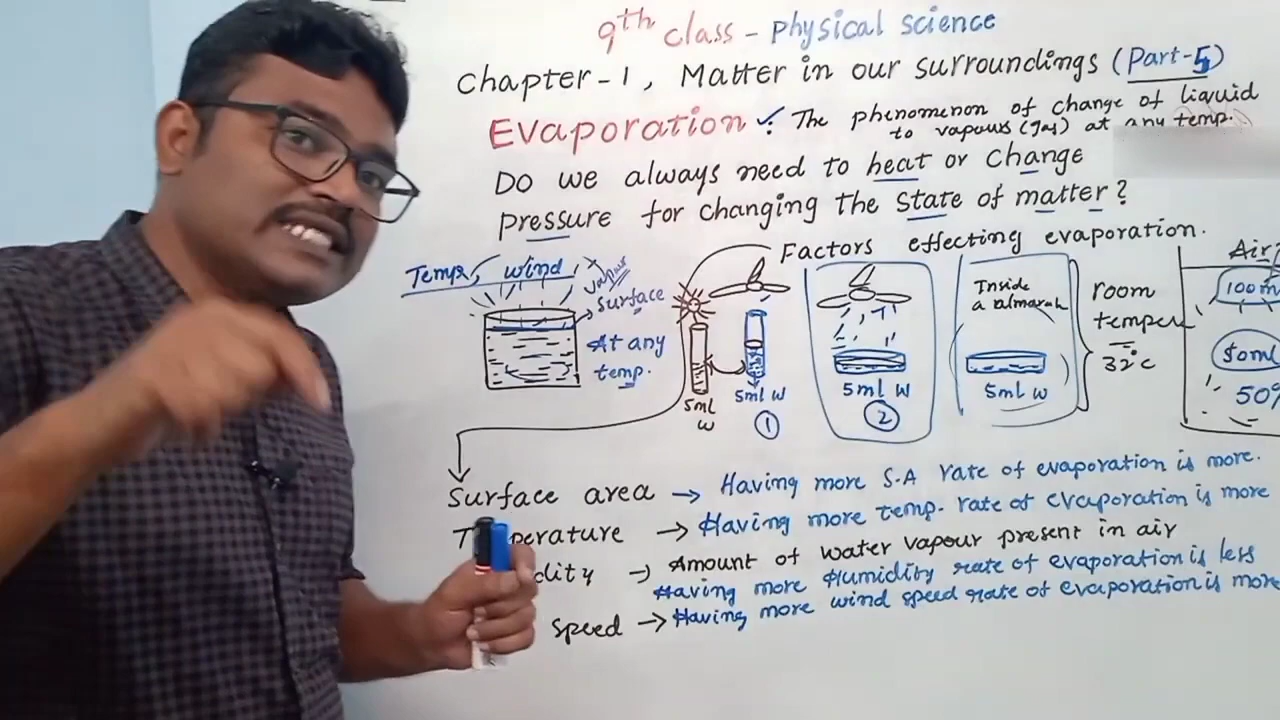 9th class - physical science
Chapter-1, Matter in our surroundings (Part-5)
Evaporation : The phenomenon of change of liquid
to vapours (gas) at any temp.
Do we always need to heat or change
pressure for changing the state of matter?
Factors effecting evaporation.
Temp, wind
vapour
surface
At any
temp.
5ml
w
5ml w
1
5ml w
2
Inside
a almarah
5ml w
room
32°c
Air
50%
Surface area → Having more S.A rate of evaporation is more.
→ Having more temp. rate of evaporation is more
→ Amount of water vapour present in air
Having more Humidity rate of evaporation is less
speed → Having more wind speed rate of evaporation is more